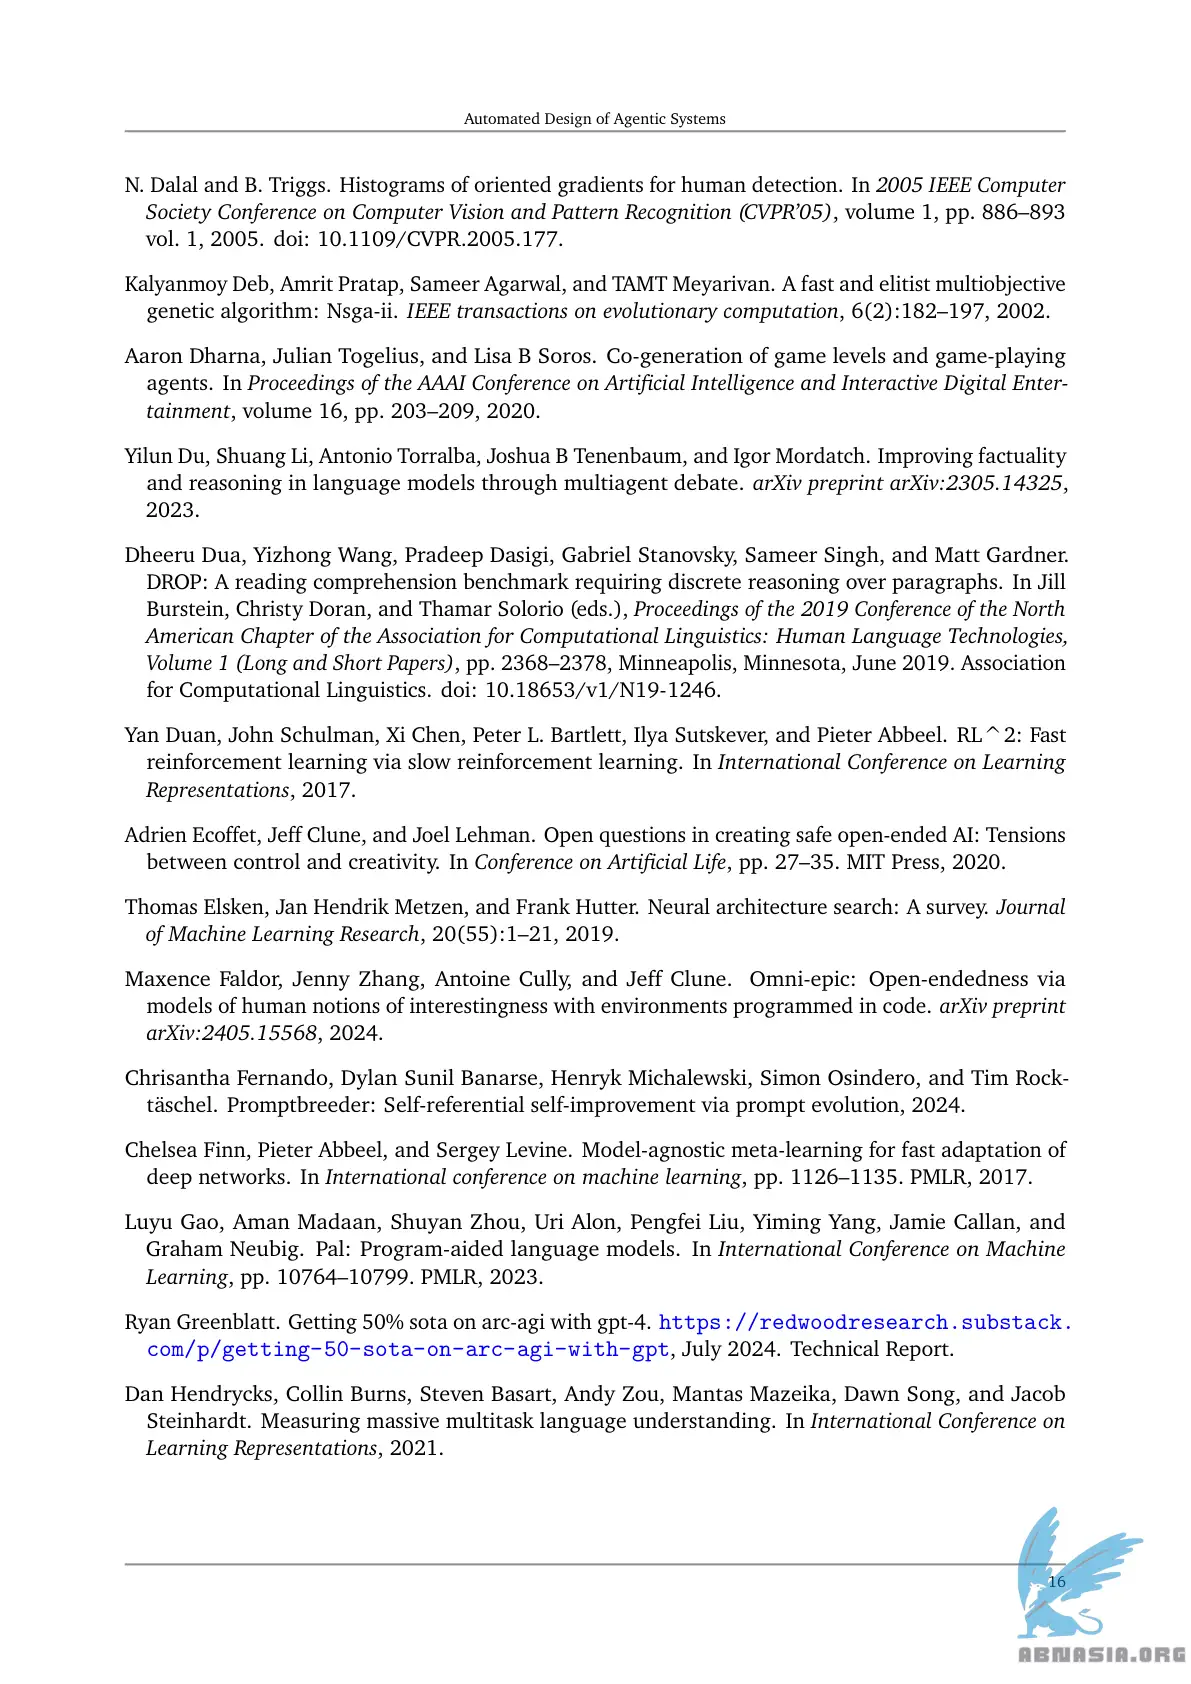 Automated Design of Agentic Systems
N. Dalal and B. Triggs. Histograms of oriented gradients for human detection. In 2005 IEEE Computer
Society Conference on Computer Vision and Pattern Recognition (CVPR'05), volume 1, pp. 886–893
vol. 1, 2005. doi: 10.1109/CVPR.2005.177.
Kalyanmoy Deb, Amrit Pratap, Sameer Agarwal, and TAMT Meyarivan. A fast and elitist multiobjective
genetic algorithm: Nsga-ii. IEEE transactions on evolutionary computation, 6(2):182–197, 2002.
Aaron Dharna, Julian Togelius, and Lisa B Soros. Co-generation of game levels and game-playing
agents. In Proceedings of the AAAI Conference on Artificial Intelligence and Interactive Digital Enter-
tainment, volume 16, pp. 203–209, 2020.
Yilun Du, Shuang Li, Antonio Torralba, Joshua B Tenenbaum, and Igor Mordatch. Improving factuality
and reasoning in language models through multiagent debate. arXiv preprint arXiv:2305.14325,
2023.
Dheeru Dua, Yizhong Wang, Pradeep Dasigi, Gabriel Stanovsky, Sameer Singh, and Matt Gardner.
DROP: A reading comprehension benchmark requiring discrete reasoning over paragraphs. In Jill
Burstein, Christy Doran, and Thamar Solorio (eds.), Proceedings of the 2019 Conference of the North
American Chapter of the Association for Computational Linguistics: Human Language Technologies,
Volume 1 (Long and Short Papers), pp. 2368–2378, Minneapolis, Minnesota, June 2019. Association
for Computational Linguistics. doi: 10.18653/v1/N19-1246.
Yan Duan, John Schulman, Xi Chen, Peter L. Bartlett, Ilya Sutskever, and Pieter Abbeel. RL^2: Fast
reinforcement learning via slow reinforcement learning. In International Conference on Learning
Representations, 2017.
Adrien Ecoffet, Jeff Clune, and Joel Lehman. Open questions in creating safe open-ended AI: Tensions
between control and creativity. In Conference on Artificial Life, pp. 27–35. MIT Press, 2020.
Thomas Elsken, Jan Hendrik Metzen, and Frank Hutter. Neural architecture search: A survey. Journal
of Machine Learning Research, 20(55):1–21, 2019.
Maxence Faldor, Jenny Zhang, Antoine Cully, and Jeff Clune. Omni-epic: Open-endedness via
models of human notions of interestingness with environments programmed in code. arXiv preprint
arXiv:2405.15568, 2024.
Chrisantha Fernando, Dylan Sunil Banarse, Henryk Michalewski, Simon Osindero, and Tim Rock-
täschel. Promptbreeder: Self-referential self-improvement via prompt evolution, 2024.
Chelsea Finn, Pieter Abbeel, and Sergey Levine. Model-agnostic meta-learning for fast adaptation of
deep networks. In International conference on machine learning, pp. 1126–1135. PMLR, 2017.
Luyu Gao, Aman Madaan, Shuyan Zhou, Uri Alon, Pengfei Liu, Yiming Yang, Jamie Callan, and
Graham Neubig. Pal: Program-aided language models. In International Conference on Machine
Learning, pp. 10764–10799. PMLR, 2023.
Ryan Greenblatt. Getting 50% sota on arc-agi with gpt-4. https://redwoodresearch.substack.
com/p/getting-50-sota-on-arc-agi-with-gpt, July 2024. Technical Report.
Dan Hendrycks, Collin Burns, Steven Basart, Andy Zou, Mantas Mazeika, Dawn Song, and Jacob
Steinhardt. Measuring massive multitask language understanding. In International Conference on
Learning Representations, 2021.
16
ABNASIA.ORG